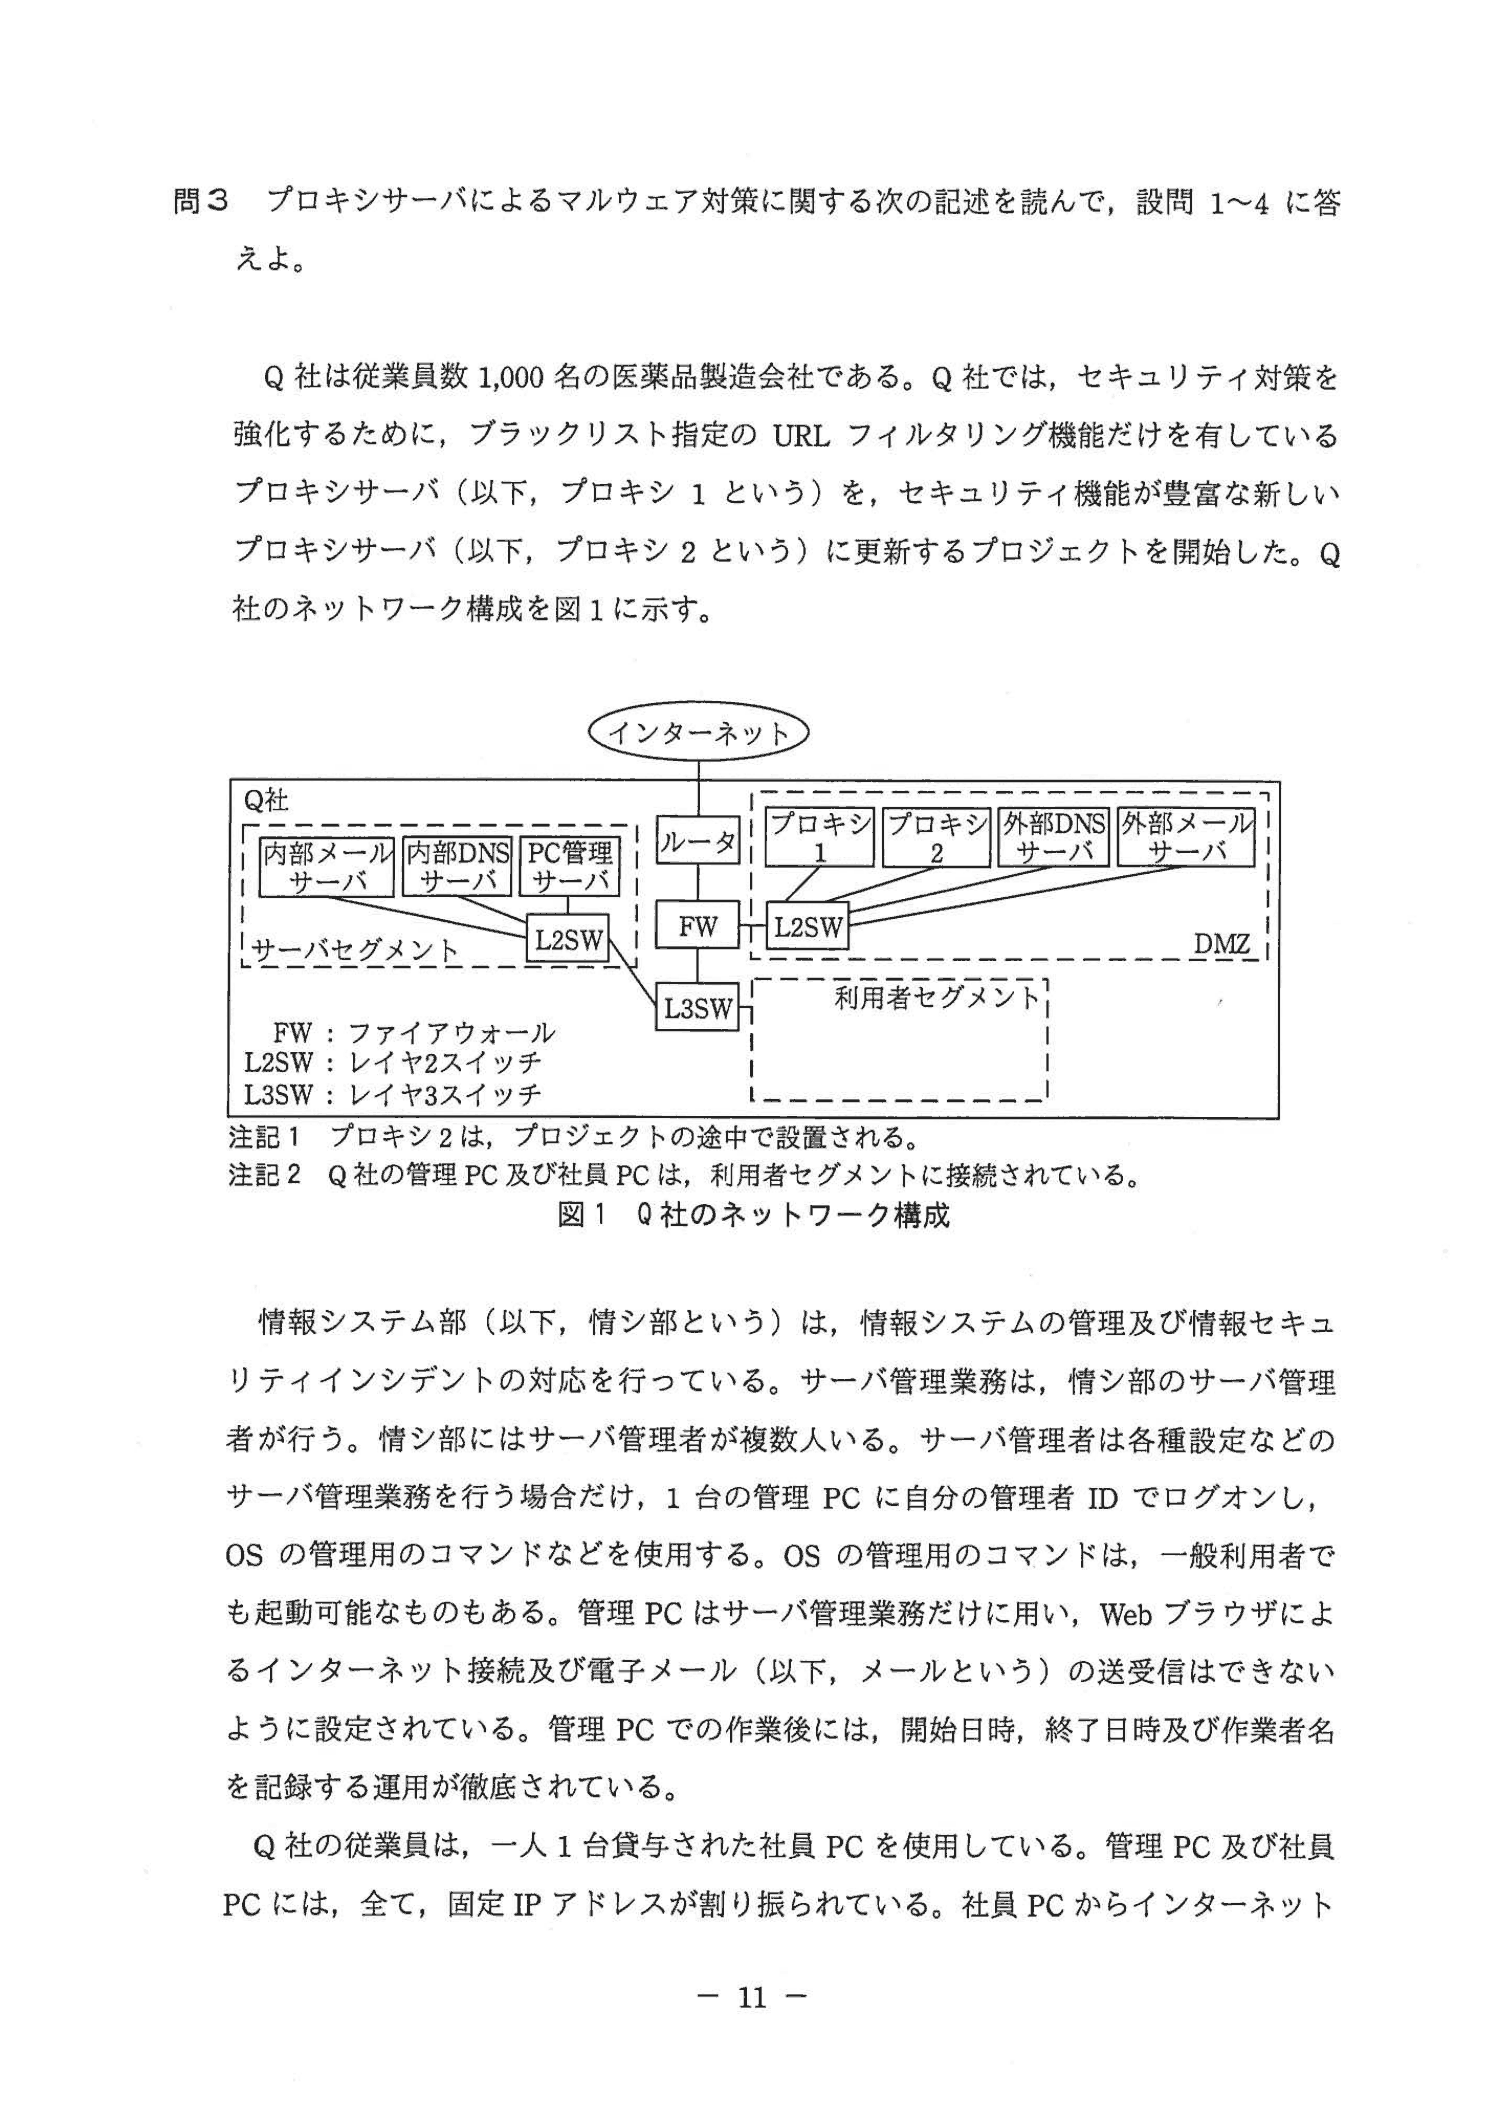 問3 プロキシサーバによるマルウェア対策に関する次の記述を読んで，設問 1～4 に答
えよ。
Q 社は従業員数 1,000 名の医薬品製造会社である。Q 社では，セキュリティ対策を
強化するために，ブラックリスト指定の URL フィルタリング機能だけを有している
プロキシサーバ（以下，プロキシ 1 という）を，セキュリティ機能が豊富な新しい
プロキシサーバ（以下，プロキシ 2 という）に更新するプロジェクトを開始した。Q
社のネットワーク構成を図 1 に示す。
インターネット
Q社
内部メール
サーバ
内部DNS
サーバ
PC管理
サーバ
L2SW
サーバセグメント
ルータ
FW
L3SW
プロキシ
1
プロキシ
2
外部DNS
サーバ
外部メール
サーバ
L2SW
DMZ
利用者セグメント
FW：ファイアウォール
L2SW：レイヤ2スイッチ
L3SW：レイヤ3スイッチ
注記 1 プロキシ 2 は，プロジェクトの途中で設置される。
注記 2 Q 社の管理 PC 及び社員 PC は，利用者セグメントに接続されている。
図 1 Q 社のネットワーク構成
情報システム部（以下，情シ部という）は，情報システムの管理及び情報セキュ
リティインシデントの対応を行っている。サーバ管理業務は，情シ部のサーバ管理
者が行う。情シ部にはサーバ管理者が複数人いる。サーバ管理者は各種設定などの
サーバ管理業務を行う場合だけ，1 台の管理 PC に自分の管理者 ID でログオンし，
OS の管理用のコマンドなどを使用する。OS の管理用のコマンドは，一般利用者で
も起動可能なものもある。管理 PC はサーバ管理業務だけに用い，Web ブラウザによ
るインターネット接続及び電子メール（以下，メールという）の送受信はできない
ように設定されている。管理 PC での作業後には，開始日時，終了日時及び作業者名
を記録する運用が徹底されている。
Q 社の従業員は，一人 1 台貸与された社員 PC を使用している。管理 PC 及び社員
PC には，全て，固定 IP アドレスが割り振られている。社員 PC からインターネット
－ 11 －